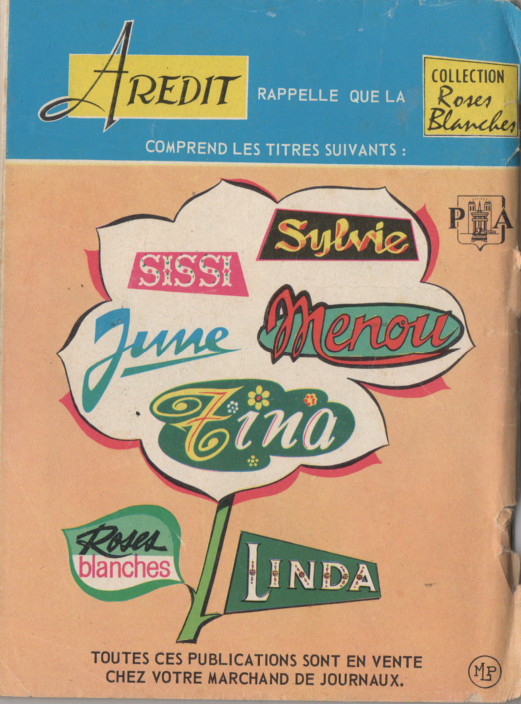 AREDIT
RAPPELLE QUE LA
COLLECTION
Roses
Blanches
COMPREND LES TITRES SUIVANTS :
P A
Sylvie
SISSI
June
Menou
Tina
Roses
blanches
LINDA
TOUTES CES PUBLICATIONS SONT EN VENTE
CHEZ VOTRE MARCHAND DE JOURNAUX.
MLP